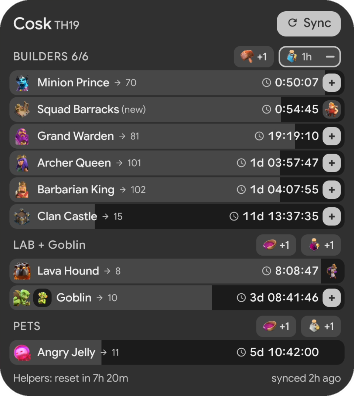 Cosk TH19
Sync
BUILDERS 6/6
+1
1h
Minion Prince → 70
0:50:07
Squad Barracks (new)
0:54:45
Grand Warden → 81
19:19:10
Archer Queen → 101
1d 03:57:47
Barbarian King → 102
1d 04:07:55
Clan Castle → 15
11d 13:37:35
LAB + Goblin
+1
+1
Lava Hound → 8
8:08:47
Goblin → 10
3d 08:41:46
PETS
+1
+1
Angry Jelly → 11
5d 10:42:00
Helpers: reset in 7h 20m
synced 2h ago